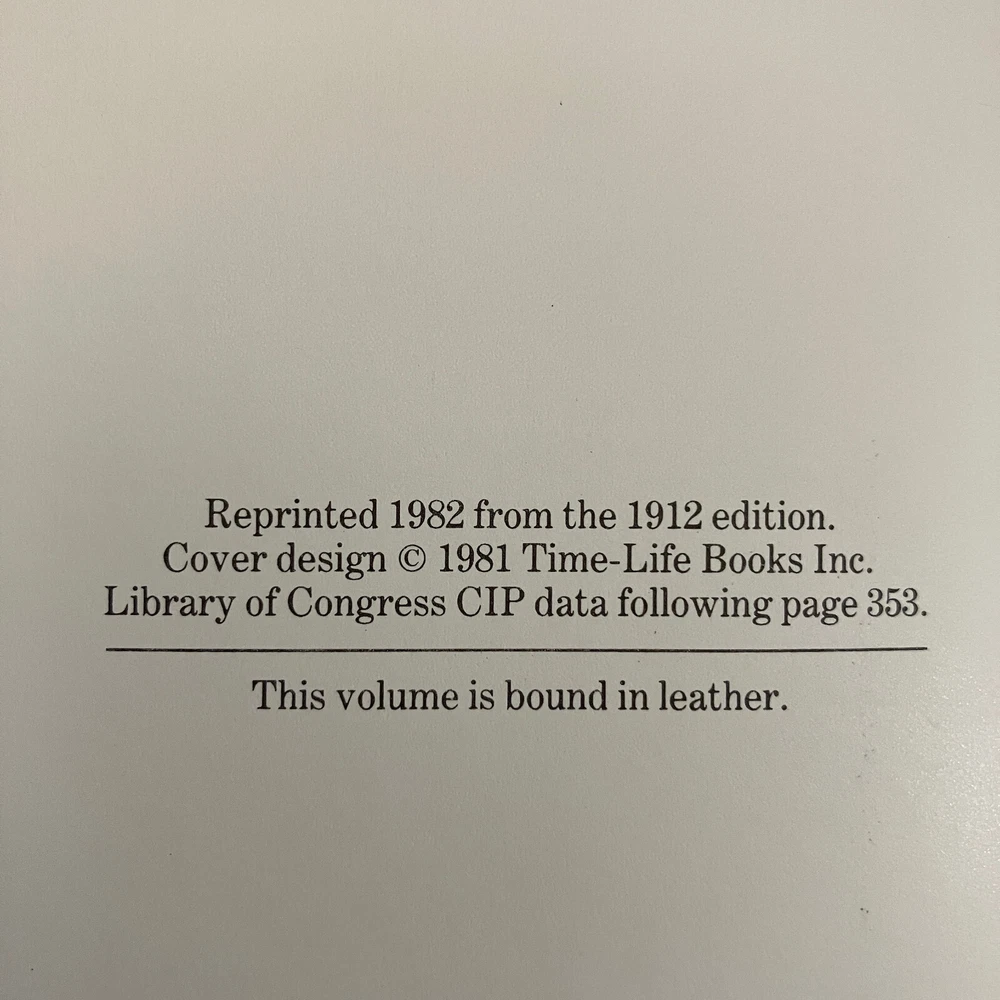 Reprinted 1982 from the 1912 edition.
Cover design © 1981 Time-Life Books Inc.
Library of Congress CIP data following page 353.
This volume is bound in leather.